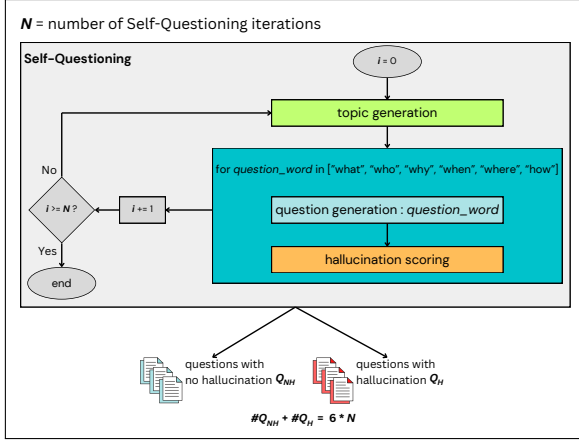 N = number of Self-Questioning iterations
Self-Questioning
i = 0
topic generation
for question_word in ["what", "who", "why", "when", "where", "how"]
No
question generation : question_word
i >= N ?
i += 1
Yes
hallucination scoring
end
questions with
no hallucination Q_NH
questions with
hallucination Q_H
#Q_NH + #Q_H = 6 * N